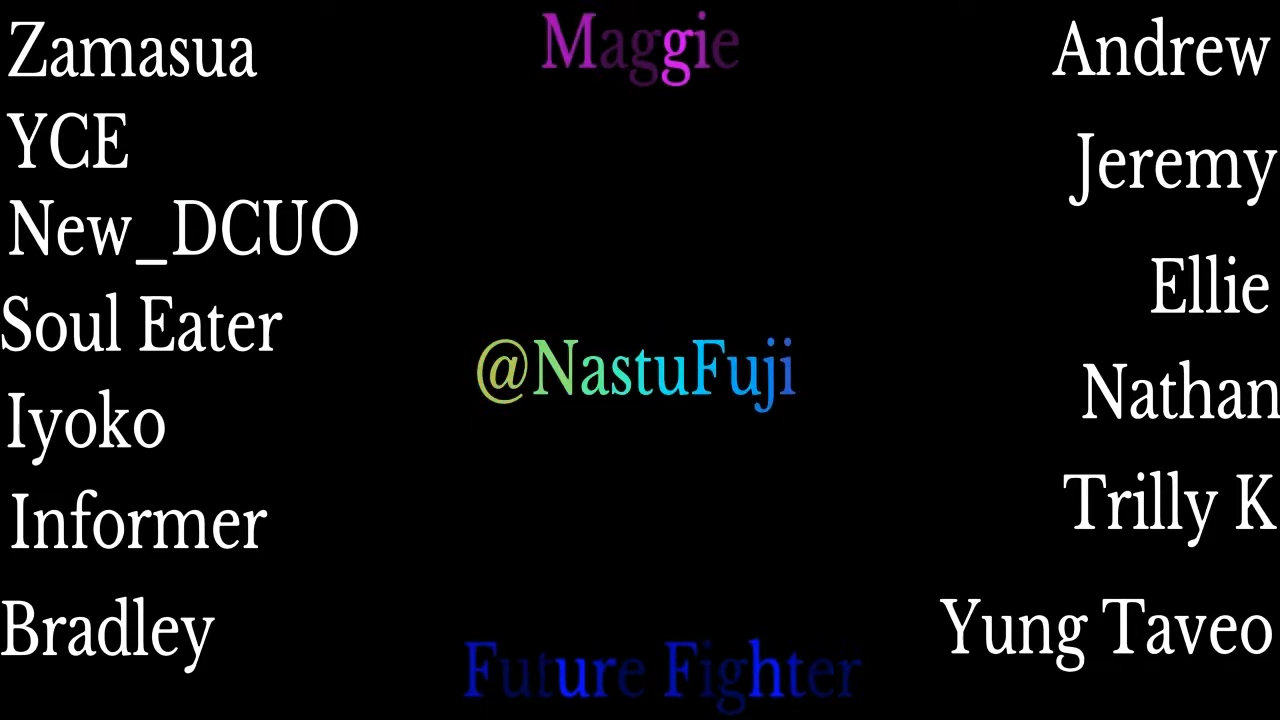 Zamasua
YCE
New_DCUO
Soul Eater
Iyoko
Informer
Bradley
Maggie
@NastuFuji
Future Fighter
Andrew
Jeremy
Ellie
Nathan
Trilly K
Yung Taveo